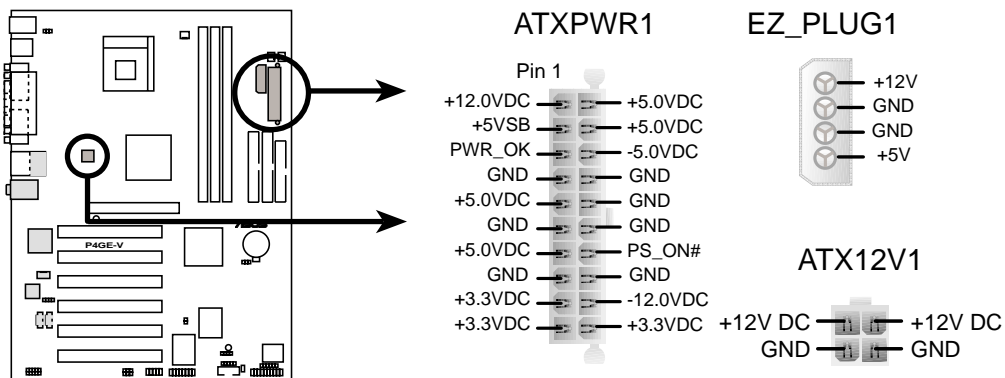 ATXPWR1
EZ_PLUG1
Pin 1
+12.0VDC +5.0VDC
+5VSB +5.0VDC
PWR_OK -5.0VDC
GND GND
+5.0VDC GND
GND GND
+5.0VDC PS_ON#
GND GND
+3.3VDC -12.0VDC
+3.3VDC +3.3VDC
+12V
GND
GND
+5V
ATX12V1
+12V DC +12V DC
GND GND
P4GE-V